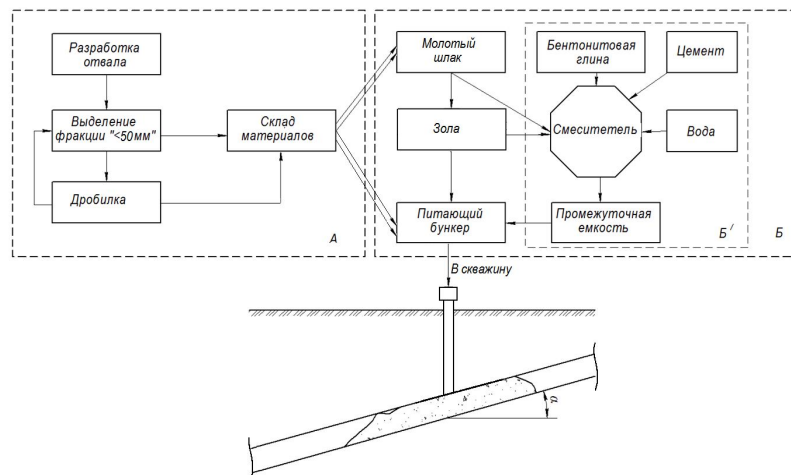 Разработка
отвала
Выделение
фракции "<50мм"
Дробилка
Склад
материалов
А
Молотый
шлак
Зола
Питающий
бункер
Бентонитовая
глина
Цемент
Смеситетель
Вода
Промежуточная
емкость
Б'
Б
В скважину
α